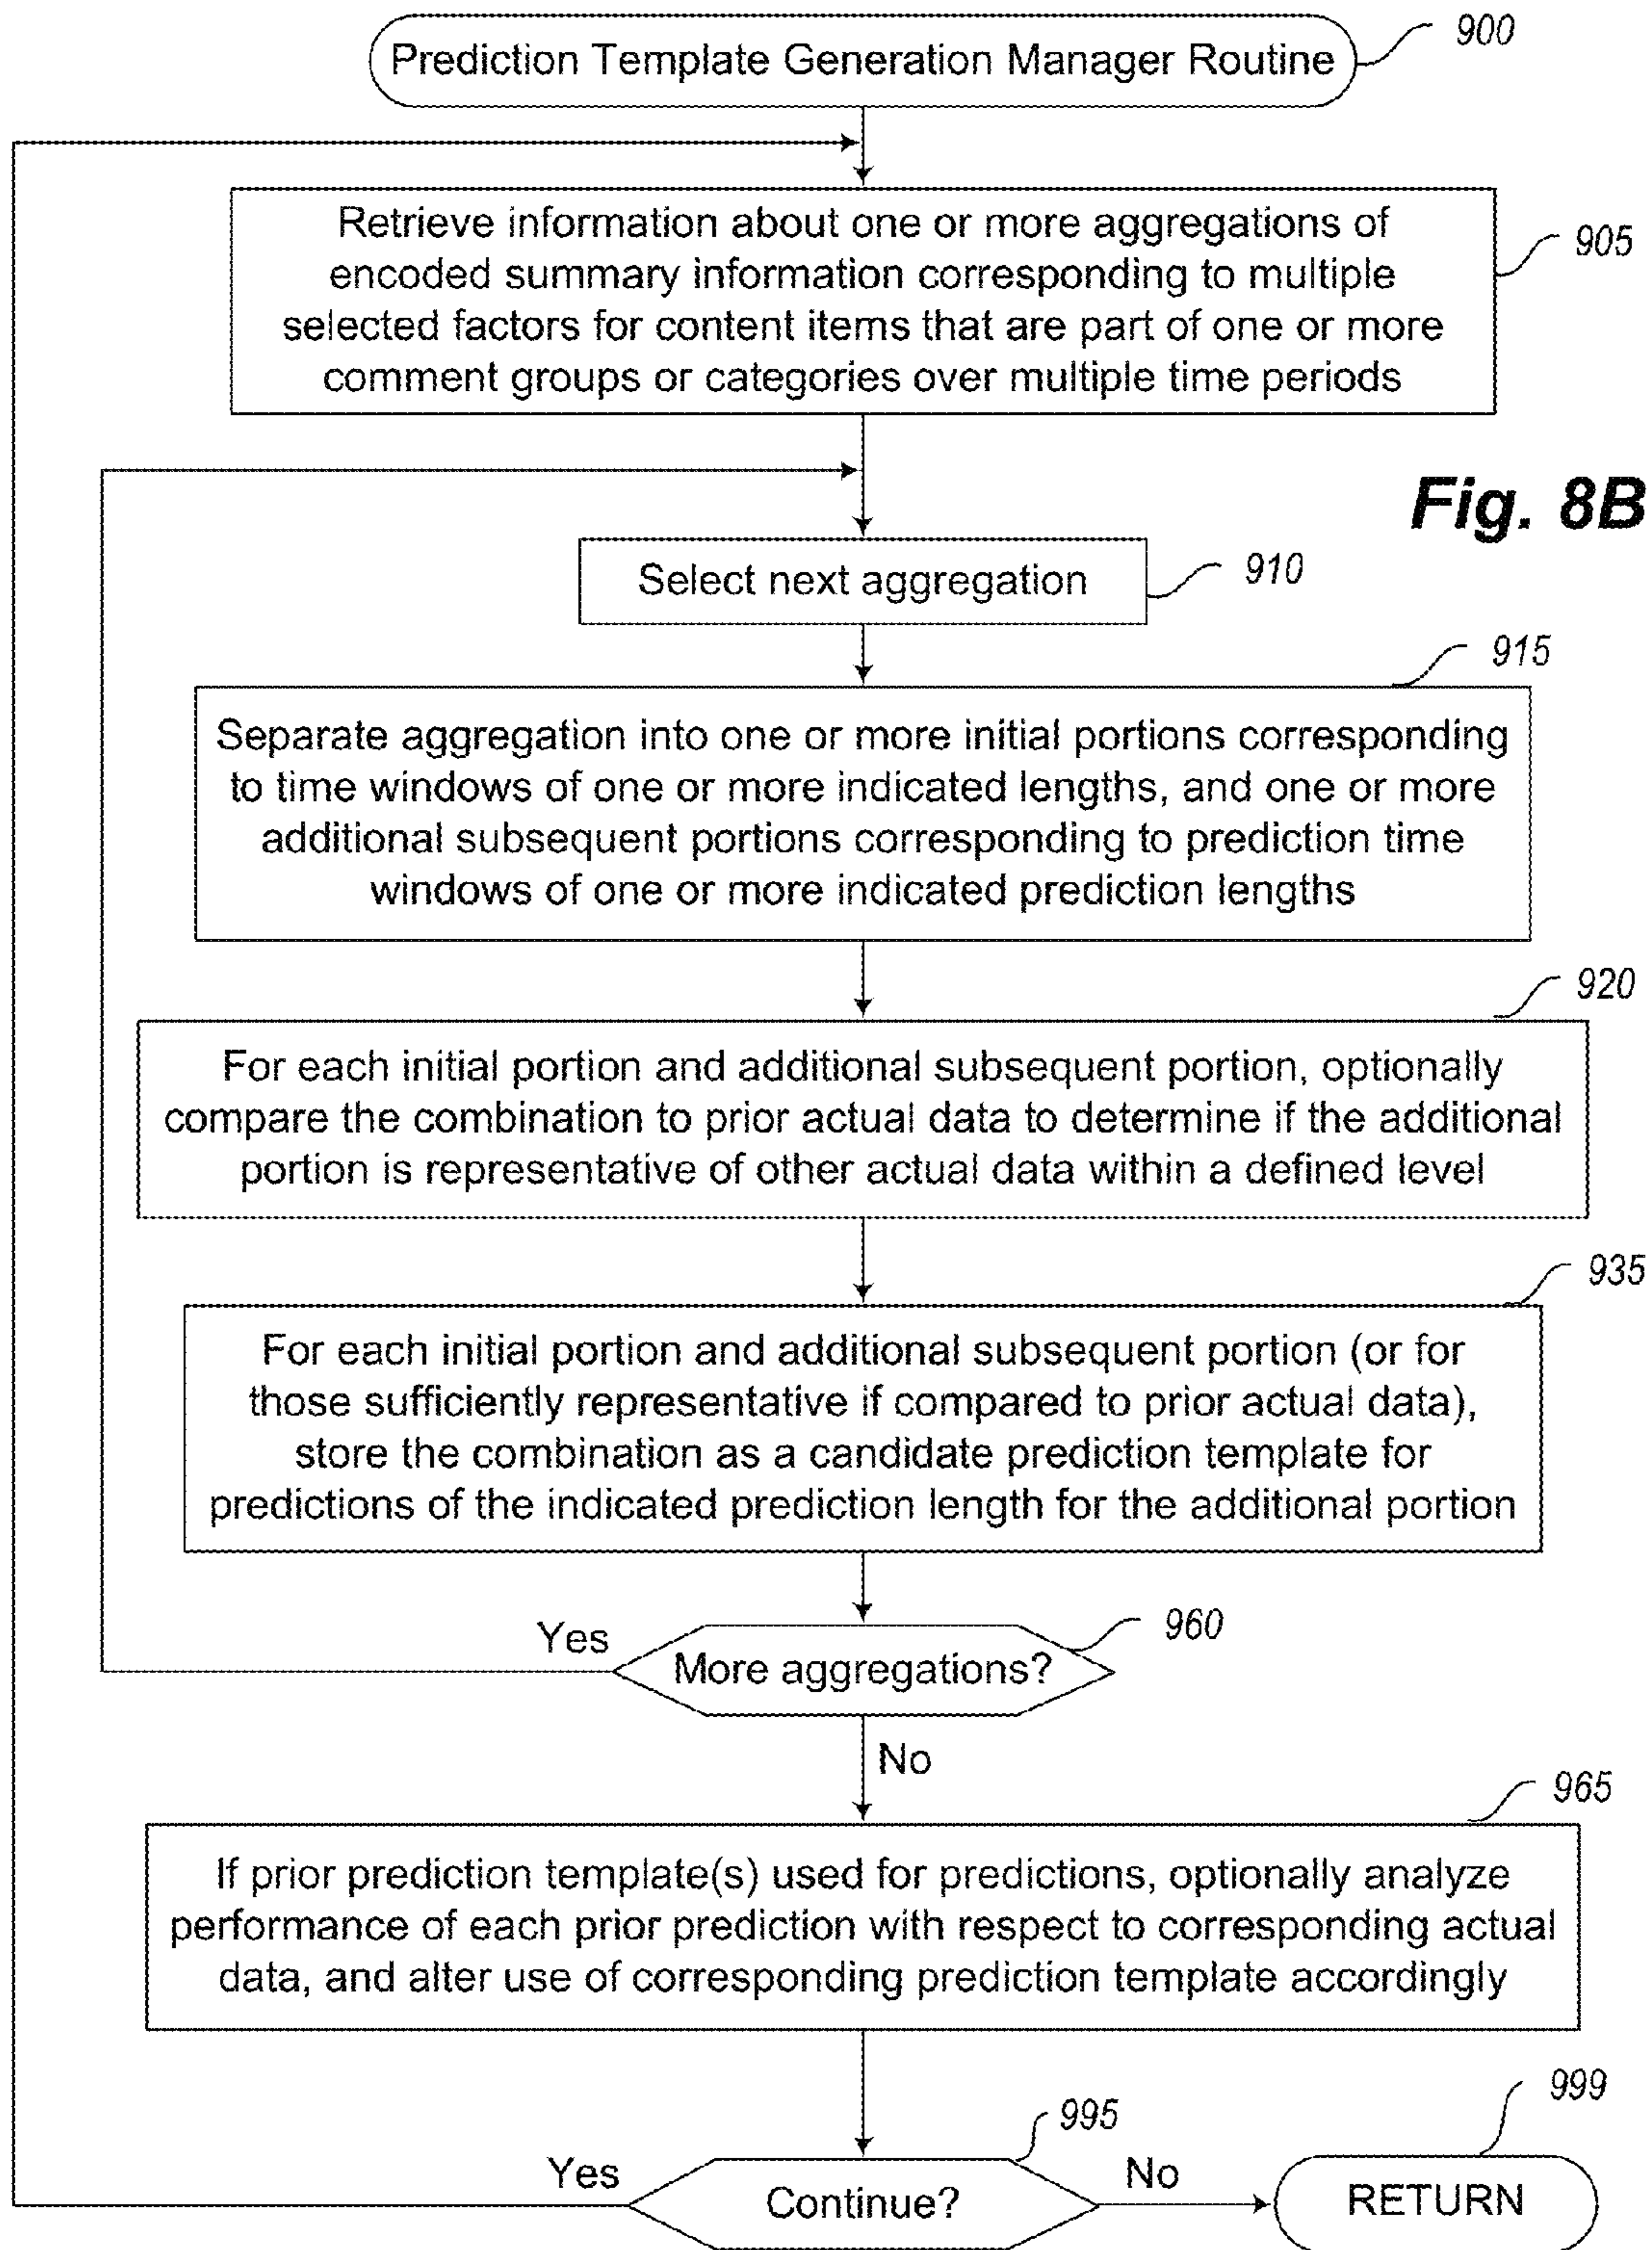 Prediction Template Generation Manager Routine
900
Retrieve information about one or more aggregations of
encoded summary information corresponding to multiple
selected factors for content items that are part of one or more
comment groups or categories over multiple time periods
905
Fig. 8B
Select next aggregation
910
915
Separate aggregation into one or more initial portions corresponding
to time windows of one or more indicated lengths, and one or more
additional subsequent portions corresponding to prediction time
windows of one or more indicated prediction lengths
920
For each initial portion and additional subsequent portion, optionally
compare the combination to prior actual data to determine if the additional
portion is representative of other actual data within a defined level
935
For each initial portion and additional subsequent portion (or for
those sufficiently representative if compared to prior actual data),
store the combination as a candidate prediction template for
predictions of the indicated prediction length for the additional portion
960
Yes
More aggregations?
No
965
If prior prediction template(s) used for predictions, optionally analyze
performance of each prior prediction with respect to corresponding actual
data, and alter use of corresponding prediction template accordingly
995
999
Yes
Continue?
No
RETURN